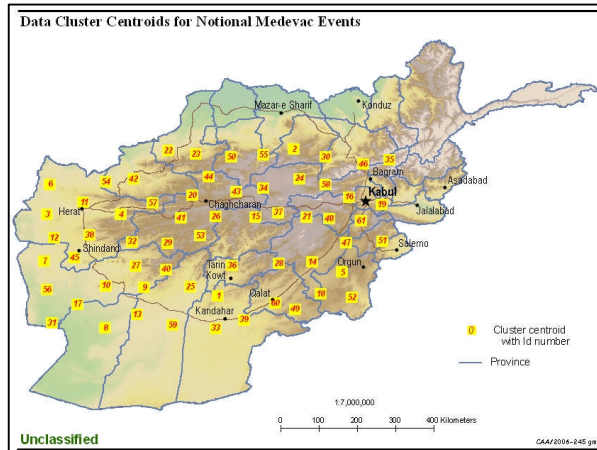 Data Cluster Centroids for Notional Medevac Events
Mazar-e Sharif
Konduz
2
22
23
50
55
30
46
35
Bagram
Asadabad
6
54
42
44
24
58
43
34
20
16
Kabul
11
57
Chaghcharan
19
Herat
3
4
41
26
15
37
21
48
61
Jalalabad
12
38
32
29
53
47
51
Salerno
Shindand
45
7
27
40
Tarin
Kowt
36
28
14
Orgun
5
56
10
9
25
1
Qalat
18
52
17
13
60
49
31
8
59
Kandahar
33
39
0
Cluster centroid
with Id number
Province
1:7,000,000
0 100 200 300 400 Kilometers
Unclassified
CAA/2006-245 gm